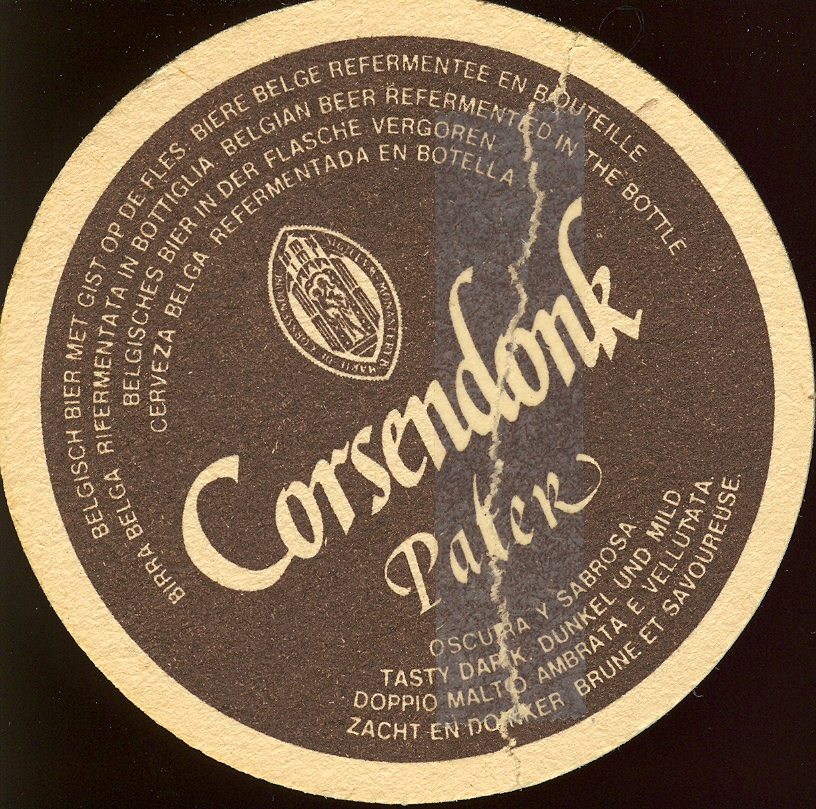 BELGISCH BIER MET GIST OP DE FLES. BIERE BELGE REFERMENTEE EN BOUTEILLE
BIRRA BELGA RIFERMENTATA IN BOTTIGLIA. BELGIAN BEER REFERMENTED IN THE BOTTLE
BELGISCHES BIER IN DER FLASCHE VERGOREN
CERVEZA BELGA REFERMENTADA EN BOTELLA
Corsendonk
Pater
OSCURA Y SABROSA.
TASTY DARK. DUNKEL UND MILD.
DOPPIO MALTO AMBRATA E VELLUTATA.
ZACHT EN DONKER BRUNE ET SAVOUREUSE.